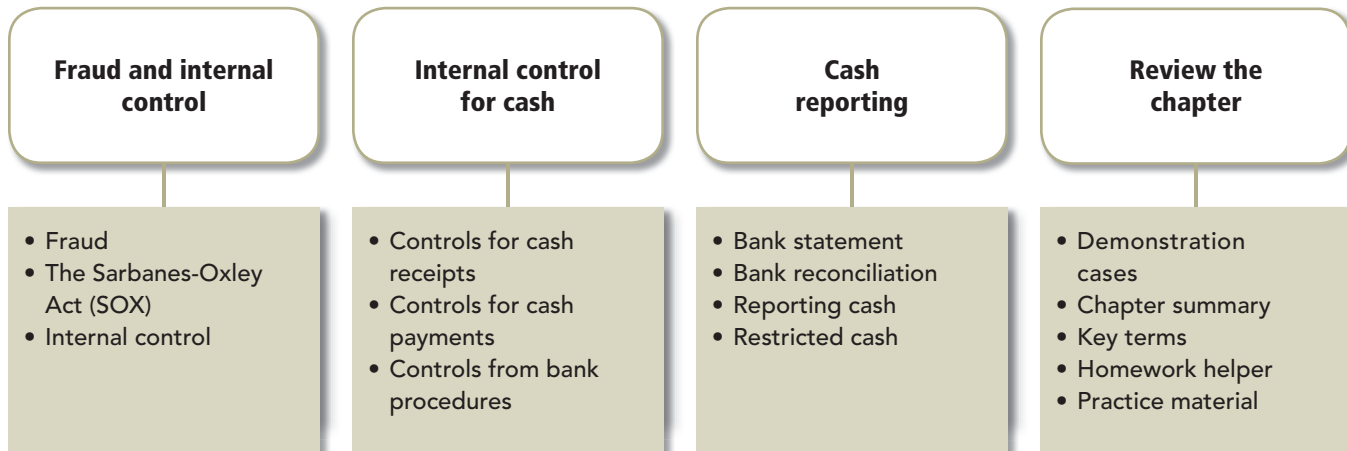 Fraud and internal
control
• Fraud
• The Sarbanes-Oxley
Act (SOX)
• Internal control
Internal control
for cash
• Controls for cash
receipts
• Controls for cash
payments
• Controls from bank
procedures
Cash
reporting
• Bank statement
• Bank reconciliation
• Reporting cash
• Restricted cash
Review the
chapter
• Demonstration
cases
• Chapter summary
• Key terms
• Homework helper
• Practice material